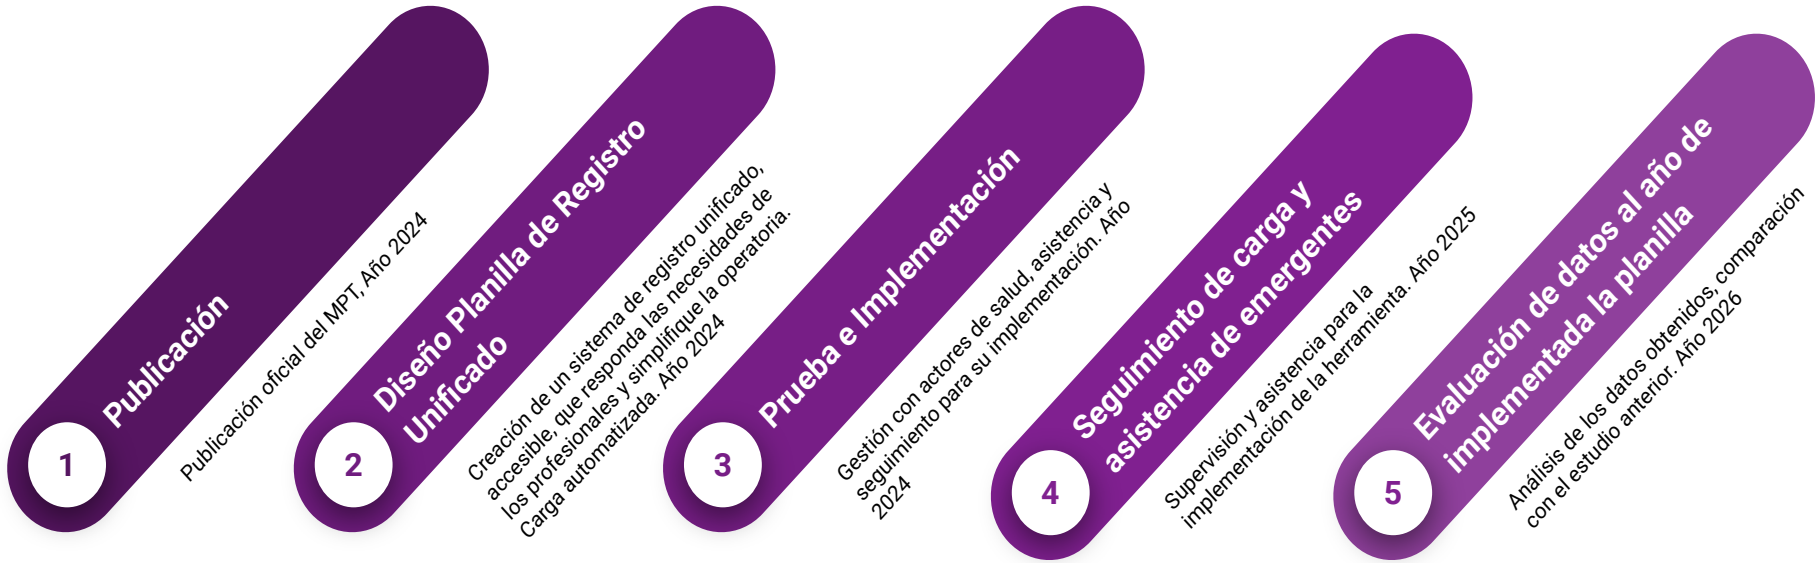 1
Publicación
Publicación oficial del MPT, Año 2024
2
Diseño Planilla de Registro
Unificado
Creación de un sistema de registro unificado,
accesible, que responda las necesidades de
los profesionales y simplifique la operatoria.
Carga automatizada. Año 2024
3
Prueba e Implementación
Gestión con actores de salud, asistencia y
seguimiento para su implementación. Año
2024
4
Seguimiento de carga y
asistencia de emergentes
Supervisión y asistencia para la
implementación de la herramienta. Año 2025
5
Evaluación de datos al año de
implementada la planilla
Análisis de los datos obtenidos, comparación
con el estudio anterior. Año 2026